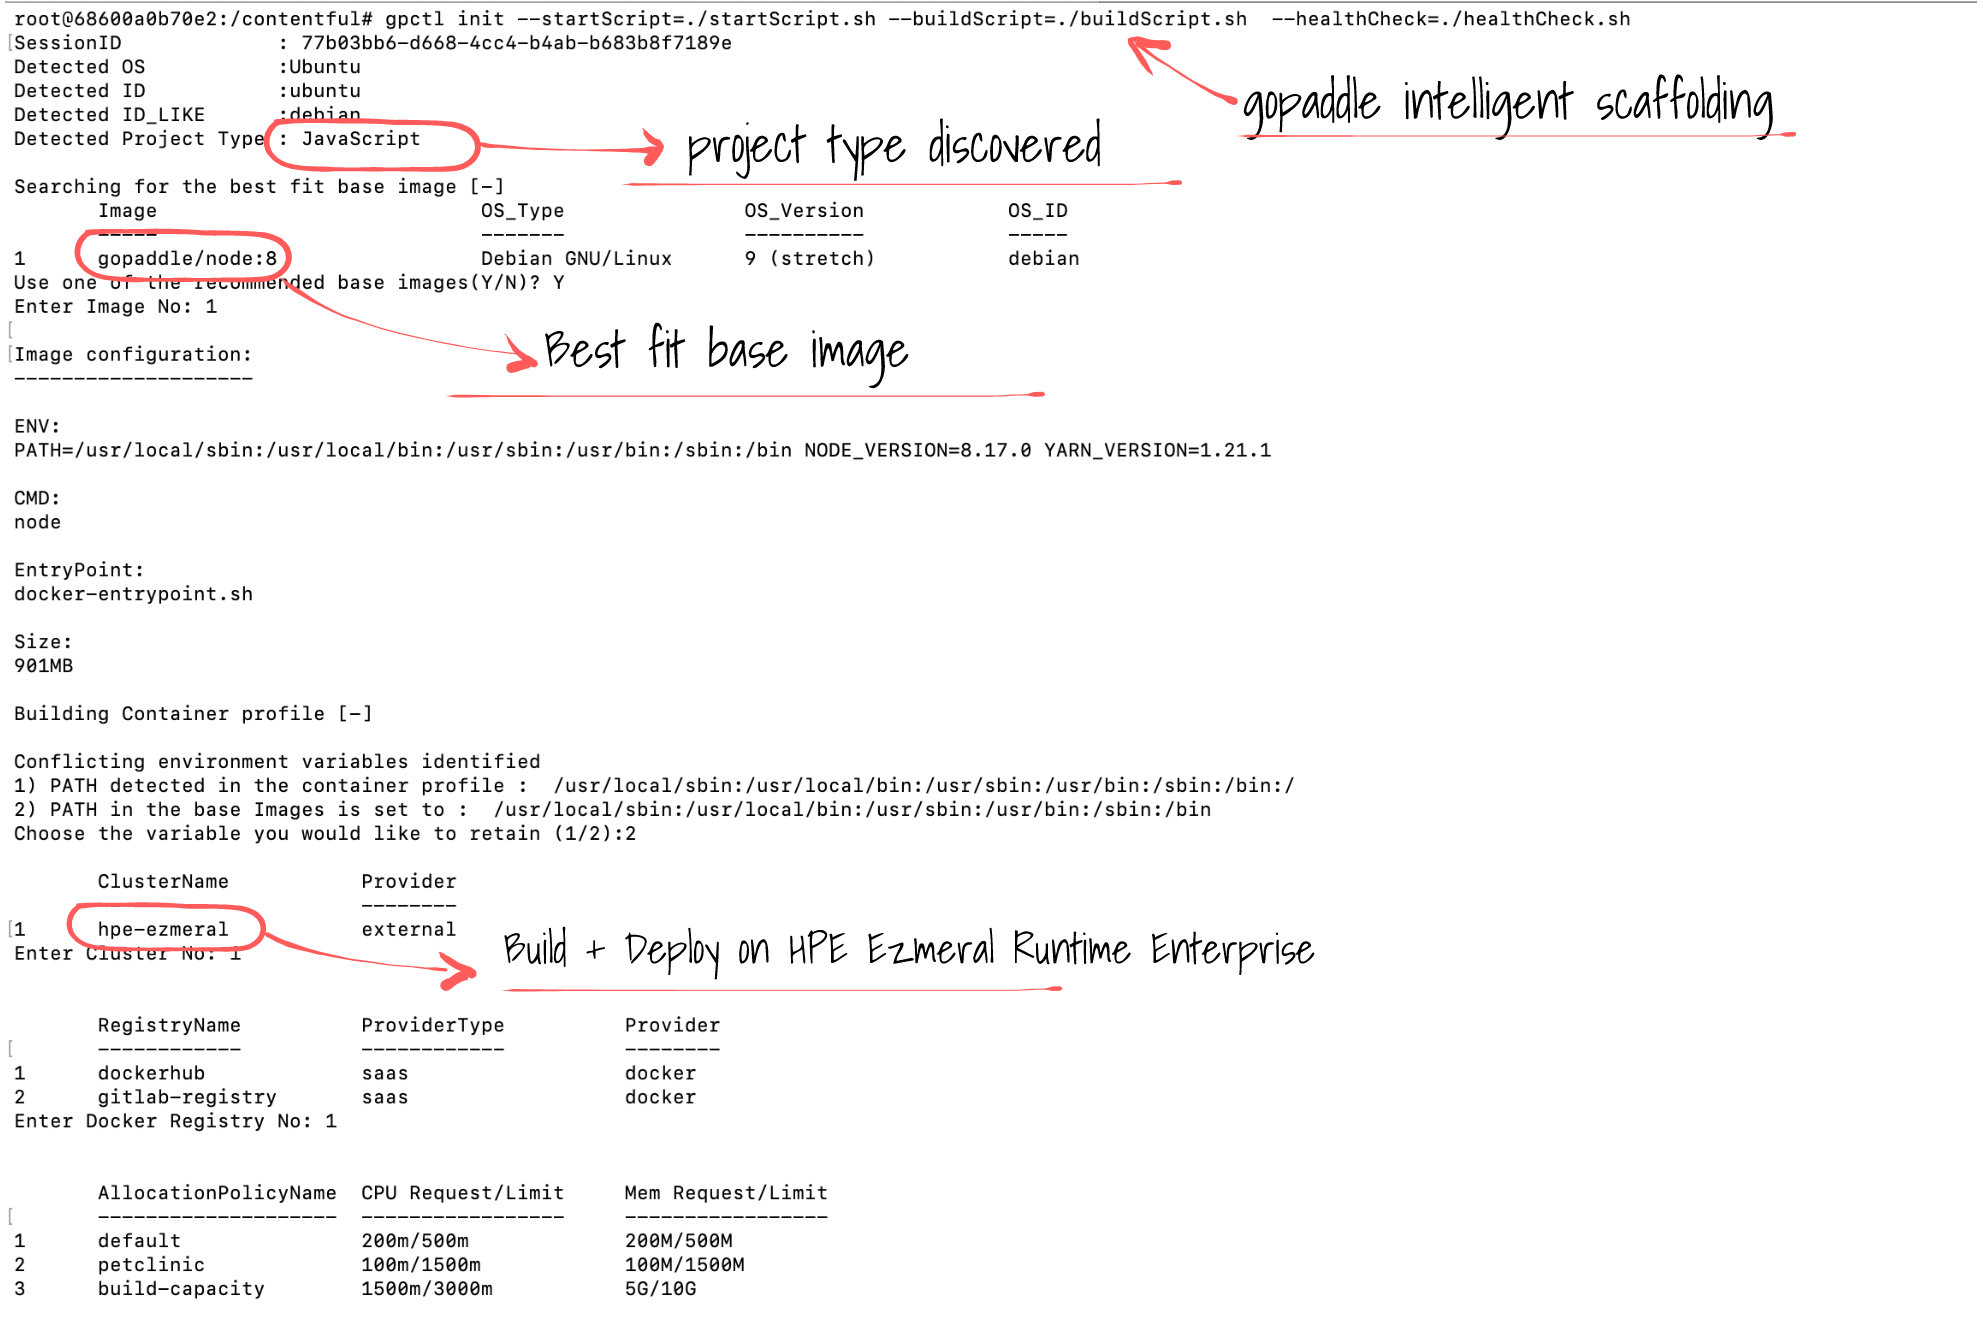 root@68600a0b70e2:/contentful# gpctl init --startScript=./startScript.sh --buildScript=./buildScript.sh --healthCheck=./healthCheck.sh
[SessionID : 77b03bb6-d668-4cc4-b4ab-b683b8f7189e
Detected OS :Ubuntu
Detected ID :ubuntu
gopaddle intelligent scaffolding
Detected ID_LIKE :debian
Detected Project Type : JavaScript
project type discovered
Searching for the best fit base image [-]
Image OS_Type OS_Version OS_ID
----- ------- ---------- -----
1 gopaddle/node:8 Debian GNU/Linux 9 (stretch) debian
Use one of the recommended base images(Y/N)? Y
Enter Image No: 1
[
[Image configuration:
Best fit base image
--------------------
ENV:
PATH=/usr/local/sbin:/usr/local/bin:/usr/sbin:/usr/bin:/sbin:/bin NODE_VERSION=8.17.0 YARN_VERSION=1.21.1
CMD:
node
EntryPoint:
docker-entrypoint.sh
Size:
901MB
Building Container profile [-]
Conflicting environment variables identified
1) PATH detected in the container profile : /usr/local/sbin:/usr/local/bin:/usr/sbin:/usr/bin:/sbin:/bin:/
2) PATH in the base Images is set to : /usr/local/sbin:/usr/local/bin:/usr/sbin:/usr/bin:/sbin:/bin
Choose the variable you would like to retain (1/2):2
ClusterName Provider
--------
[1 hpe-ezmeral external
Enter Cluster No: 1
Build + Deploy on HPE Ezmeral Runtime Enterprise
RegistryName ProviderType Provider
[ ------------ ------------ --------
1 dockerhub saas docker
2 gitlab-registry saas docker
Enter Docker Registry No: 1
AllocationPolicyName CPU Request/Limit Mem Request/Limit
[ -------------------- ----------------- -----------------
1 default 200m/500m 200M/500M
2 petclinic 100m/1500m 100M/1500M
3 build-capacity 1500m/3000m 5G/10G